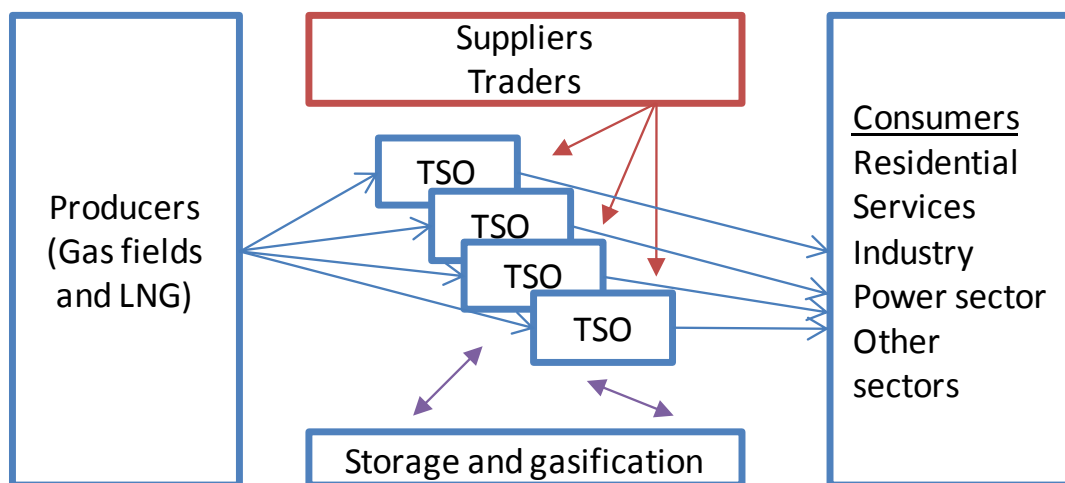 Producers
(Gas fields
and LNG)
Suppliers
Traders
TSO
TSO
TSO
TSO
Storage and gasification
Consumers
Residential
Services
Industry
Power sector
Other
sectors